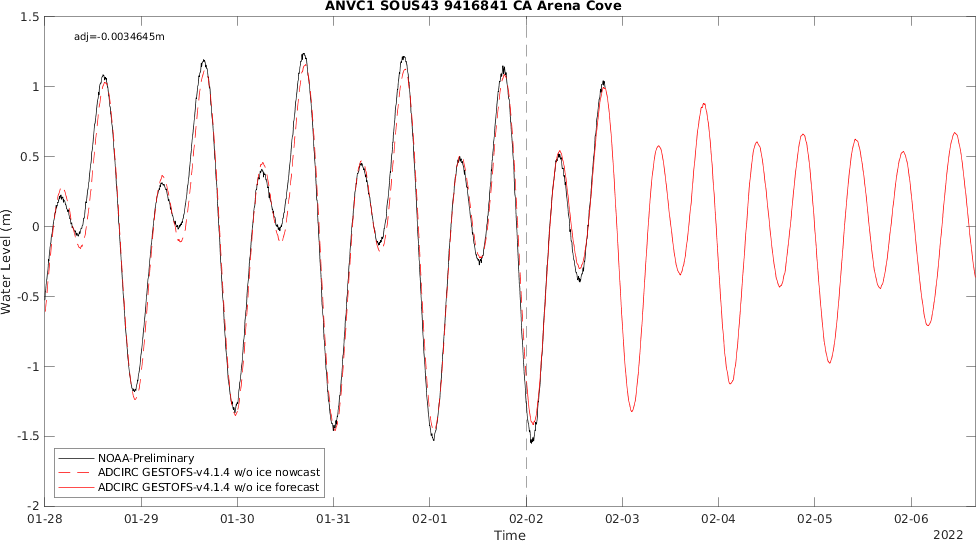 ANVC1 SOUS43 9416841 CA Arena Cove
adj=-0.0034645m
1.5
1
0.5
0
-0.5
-1
-1.5
-2
Water Level (m)
NOAA-Preliminary
ADCIRC GESTOFS-v4.1.4 w/o ice nowcast
ADCIRC GESTOFS-v4.1.4 w/o ice forecast
01-28 01-29 01-30 01-31 02-01 02-02 02-03 02-04 02-05 02-06
Time
2022